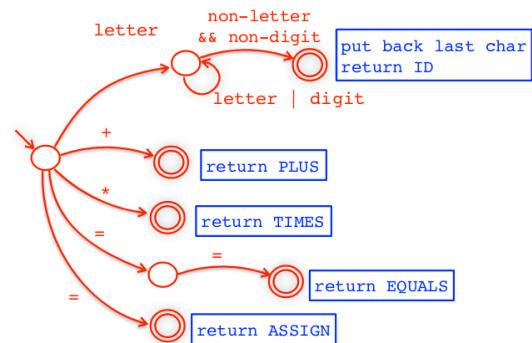 non-letter
letter
&& non-digit
put back last char
return ID
letter | digit
+
return PLUS
*
return TIMES
=
=
return EQUALS
=
return ASSIGN